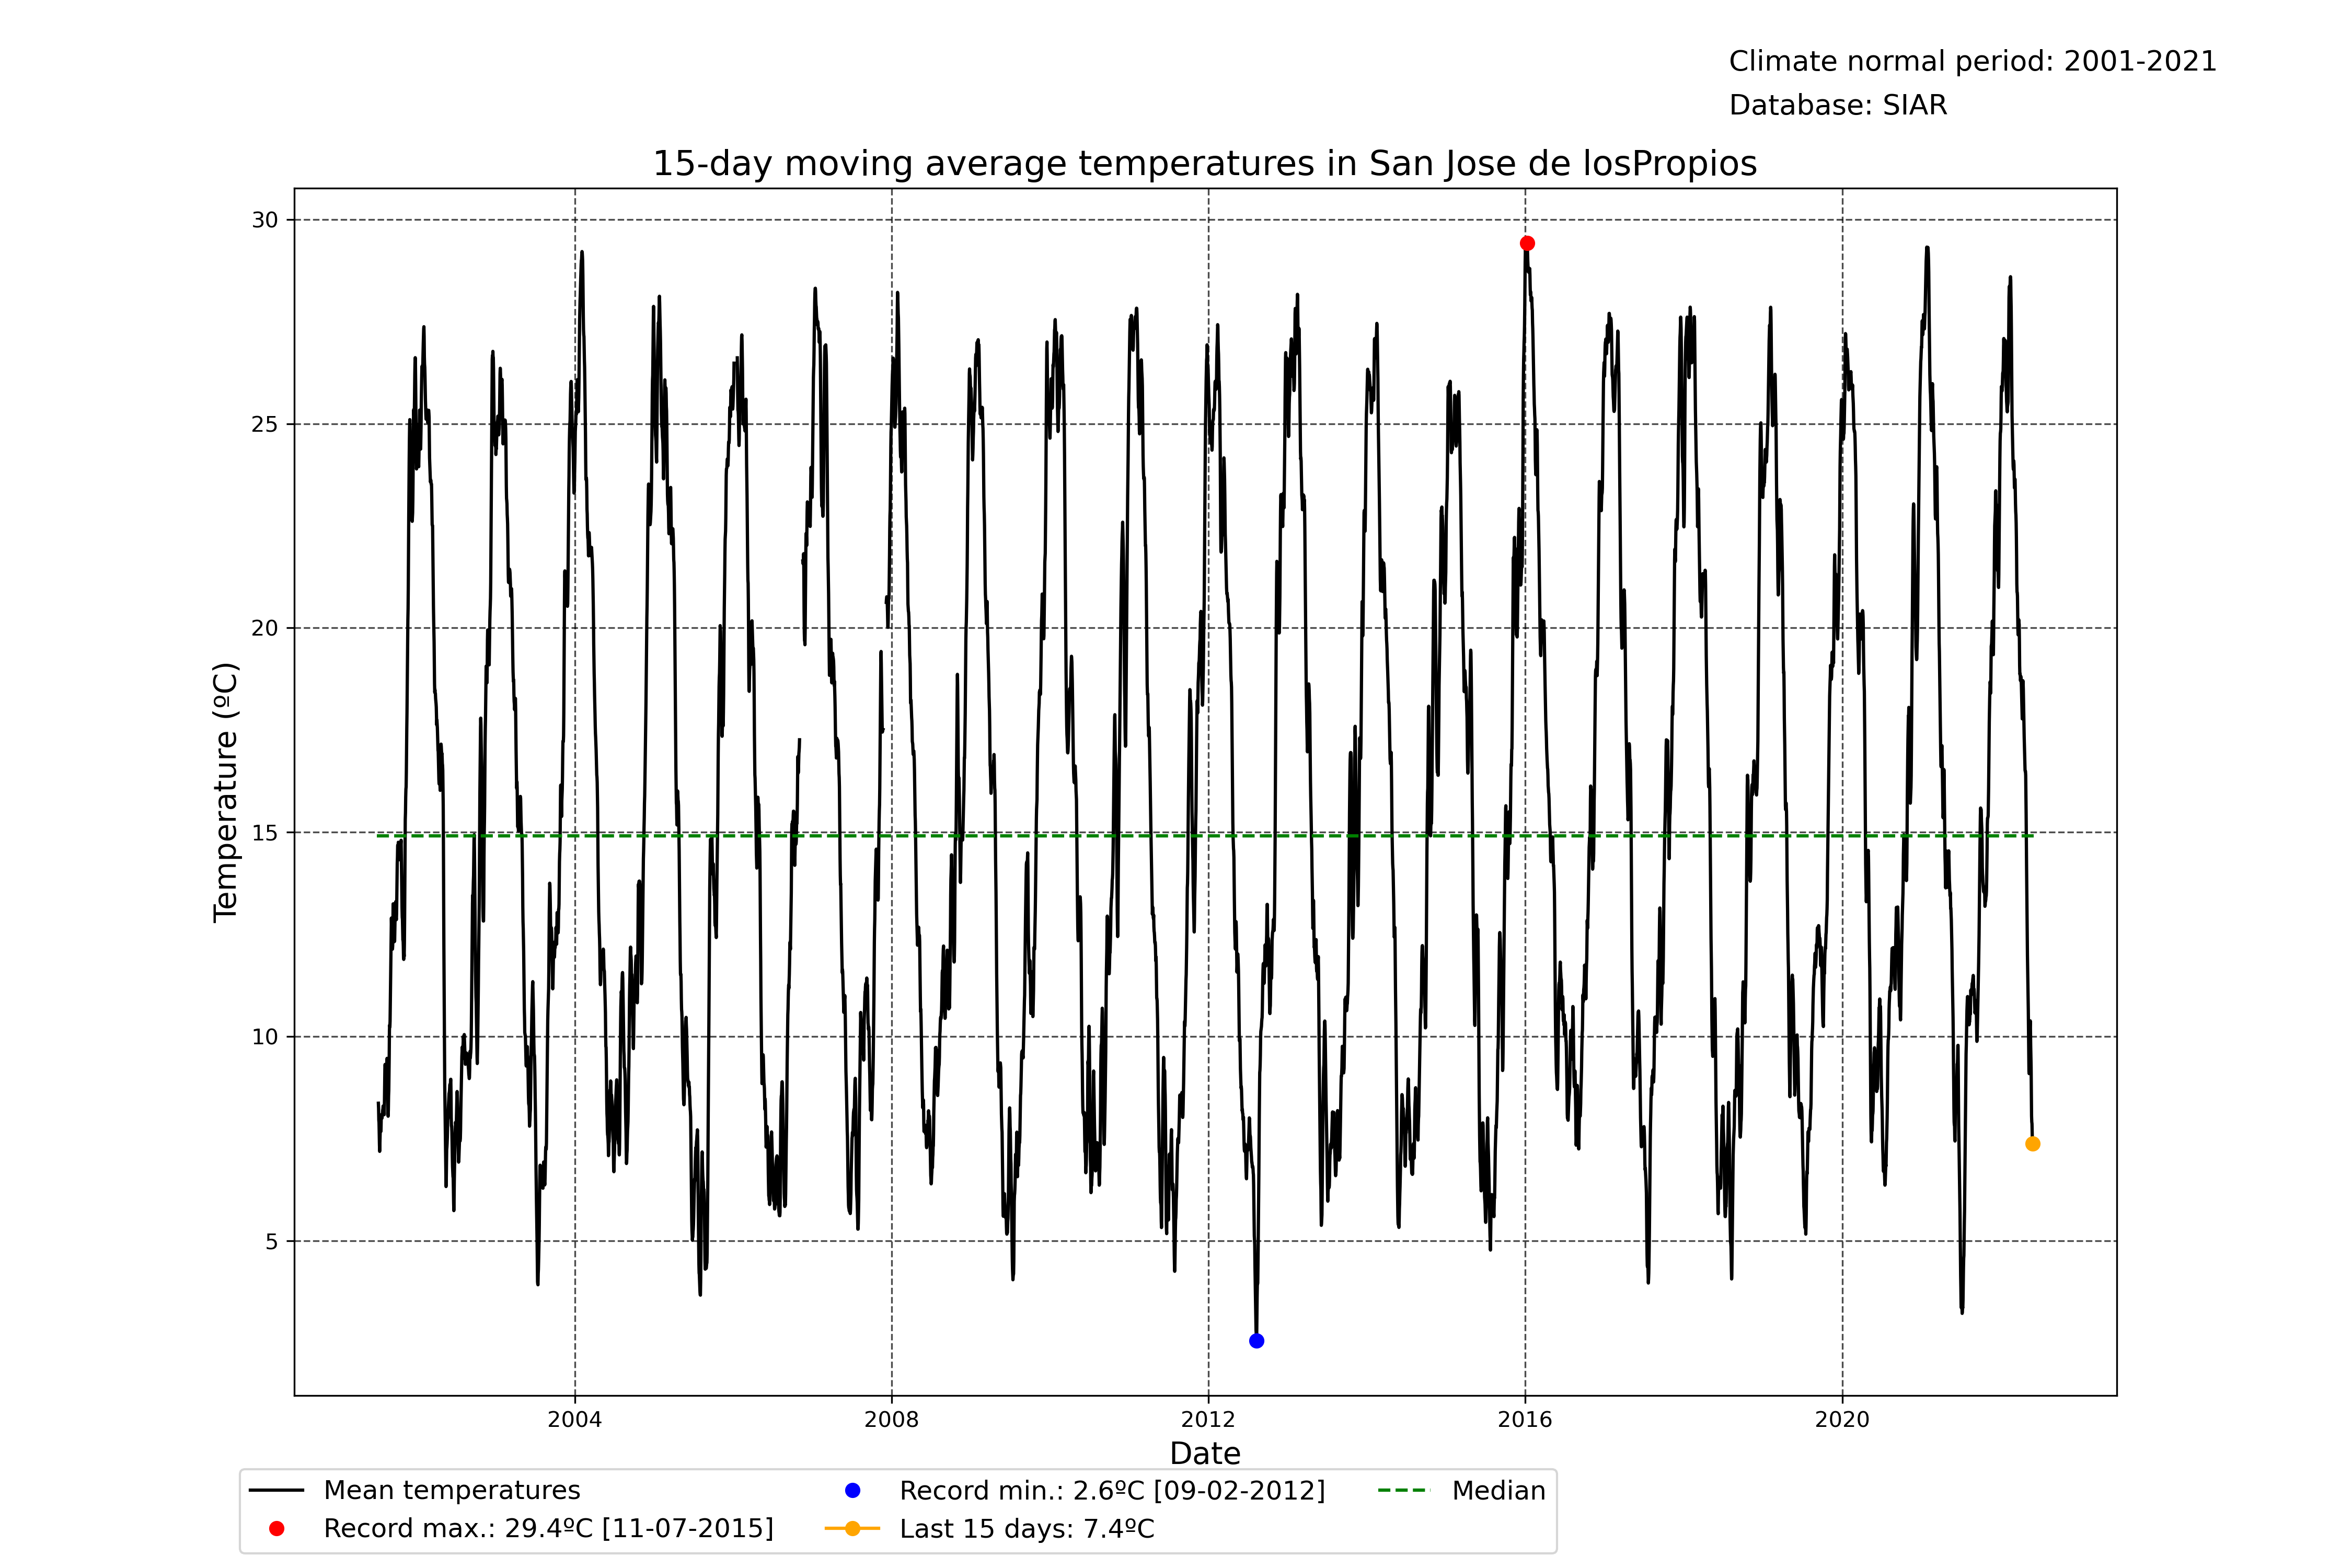 Climate normal period: 2001-2021
Database: SIAR
15-day moving average temperatures in San Jose de losPropios
30
25
20
15
10
5
Temperature (ºC)
2004
2008
2012
2016
2020
Date
Mean temperatures
Record max.: 29.4ºC [11-07-2015]
Record min.: 2.6ºC [09-02-2012]
Last 15 days: 7.4ºC
Median